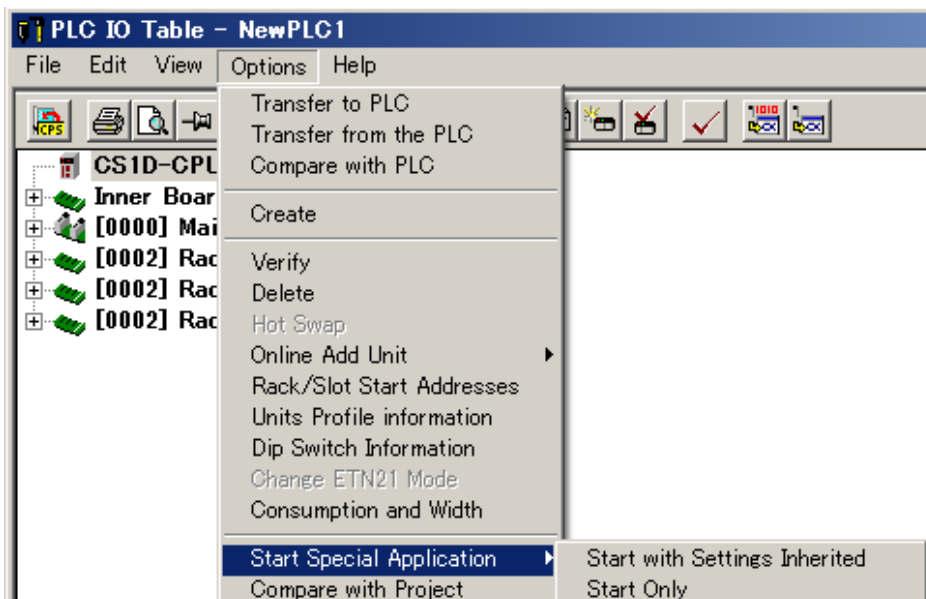 PLC IO Table - NewPLC1
File Edit View Options Help
NCPS
Transfer to PLC
Transfer from the PLC
Compare with PLC
Create
Verify
Delete
Hot Swap
Online Add Unit
Rack/Slot Start Addresses
Units Profile information
Dip Switch Information
Change ETN21 Mode
Consumption and Width
Start Special Application
Compare with Project
Start with Settings Inherited
Start Only
CS1D-CPU
Inner Boar
[0000] Mai
[0002] Rac
[0002] Rac
[0002] Rac